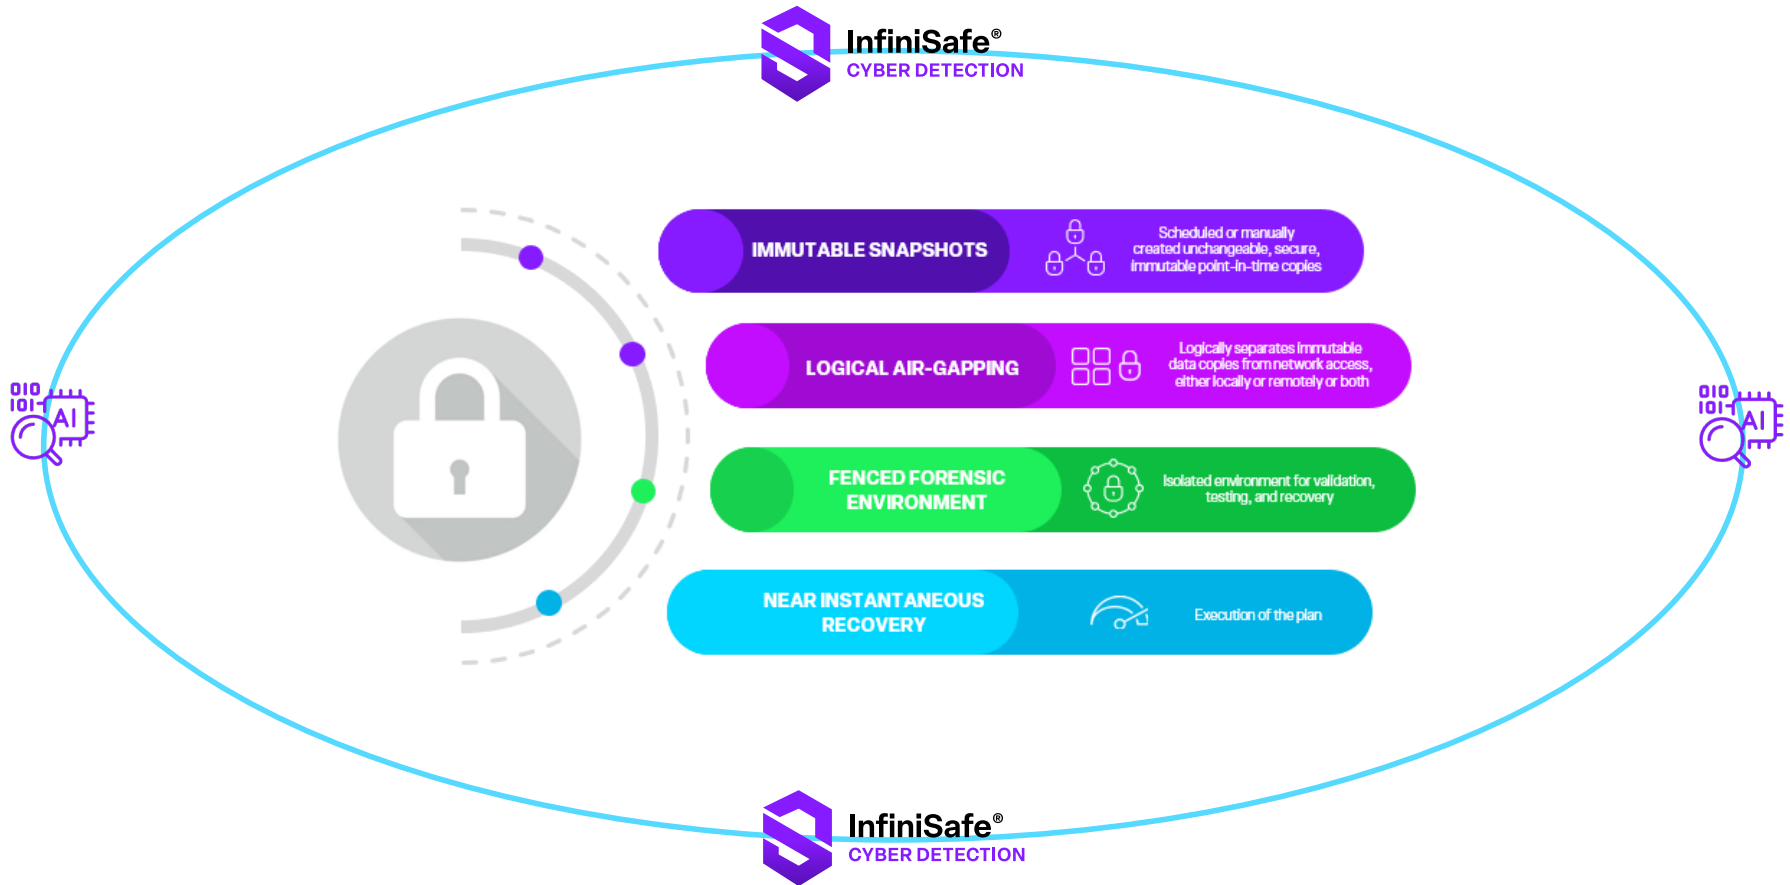 InfiniSafe®
CYBER DETECTION
IMMUTABLE SNAPSHOTS
Scheduled or manually
created unchangeable, secure,
immutable point-in-time copies
LOGICAL AIR-GAPPING
Logically separates immutable
data copies from network access,
either locally or remotely or both
010
101
AI
010
101
AI
FENCED FORENSIC
ENVIRONMENT
Isolated environment for validation,
testing, and recovery
NEAR INSTANTANEOUS
RECOVERY
Execution of the plan
InfiniSafe®
CYBER DETECTION